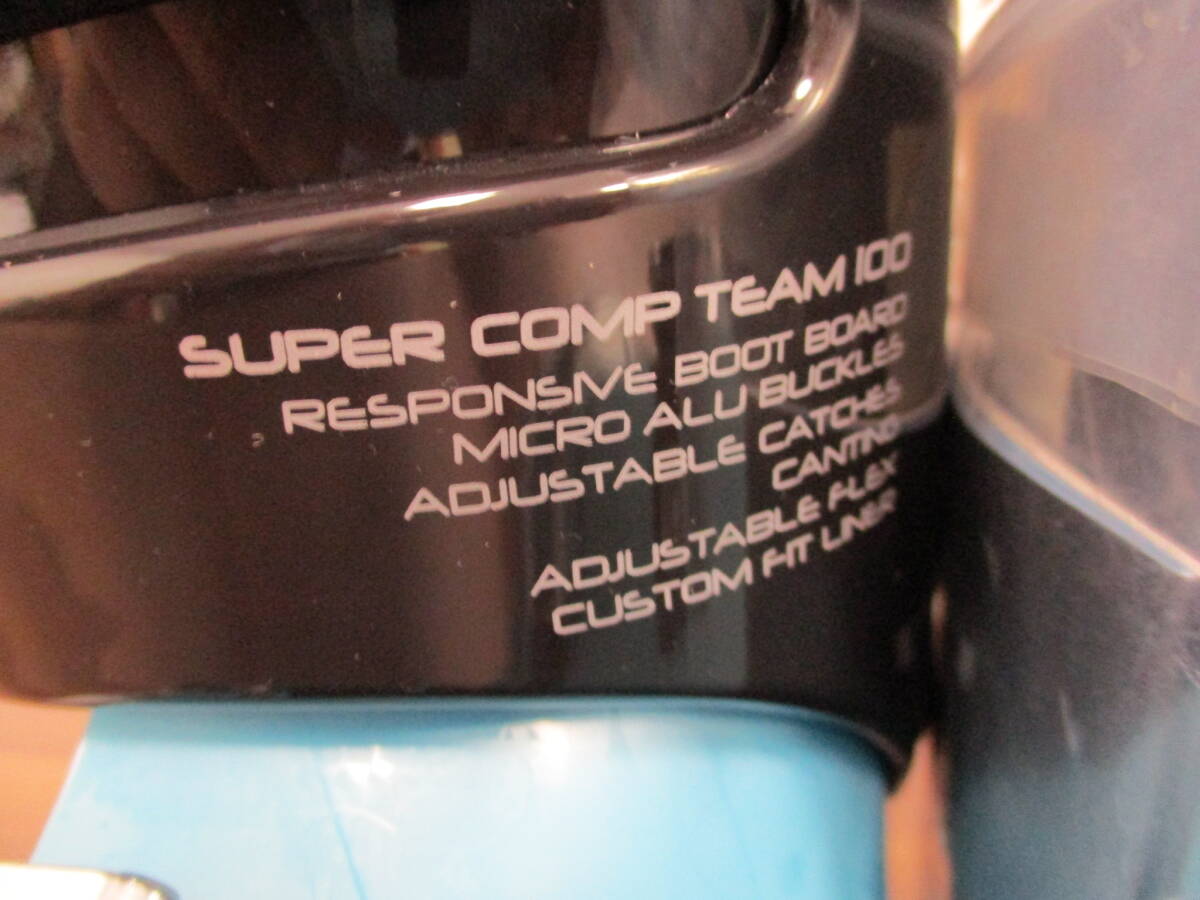 SUPER COMP TEAM 100
RESPONSIVE BOOT BOARD
MICRO ALU BUCKLES
ADJUSTABLE CATCHES
CANTING
ADJUSTABLE FLEX
CUSTOM FIT LINER